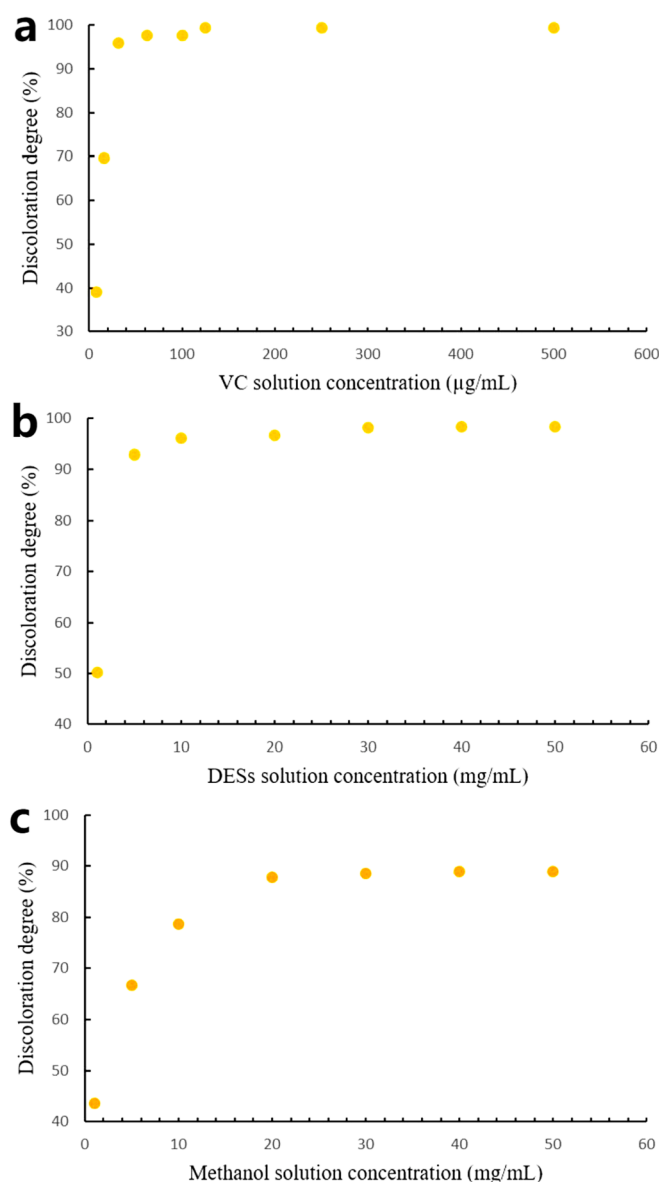 a
Discoloration degree (%)
100
90
80
70
60
50
40
30
0 100 200 300 400 500 600
VC solution concentration (µg/mL)
b
Discoloration degree (%)
100
90
80
70
60
50
40
0 10 20 30 40 50 60
DESs solution concentration (mg/mL)
c
Discoloration degree (%)
100
90
80
70
60
50
40
0 10 20 30 40 50 60
Methanol solution concentration (mg/mL)